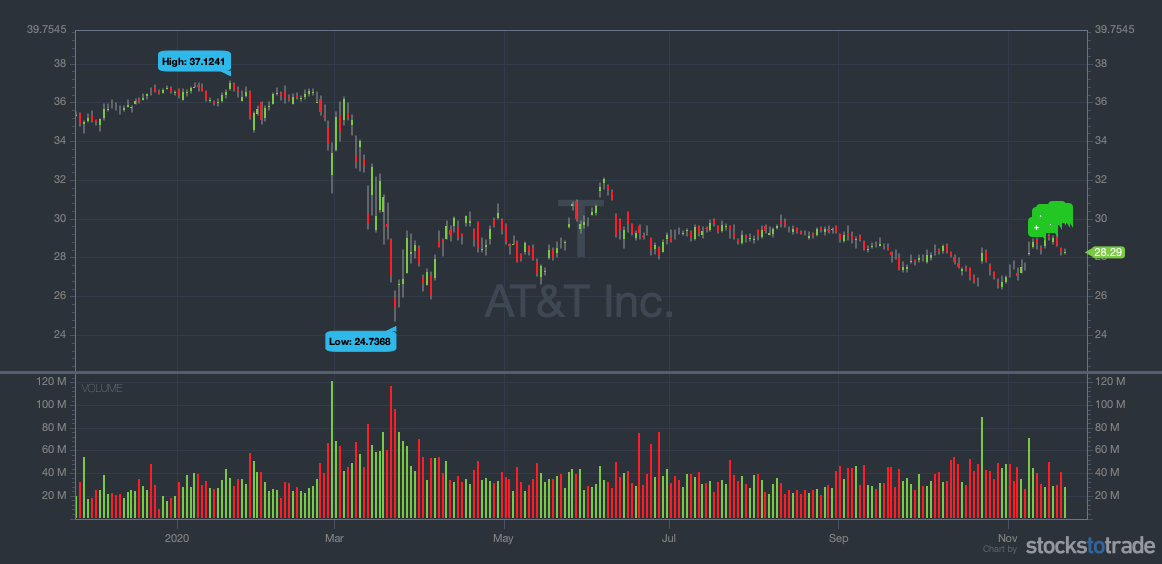 39.7545
39.7545
High: 37.1241
38
38
36
36
34
34
32
32
30
30
T
28
28.29
26
26
AT&T Inc.
24
24
Low: 24.7368
120 M
120 M
VOLUME
100 M
100 M
80 M
80 M
60 M
60 M
40 M
40 M
20 M
20 M
2020
Mar
May
Jul
Sep
Nov
Chart by stockstotrade